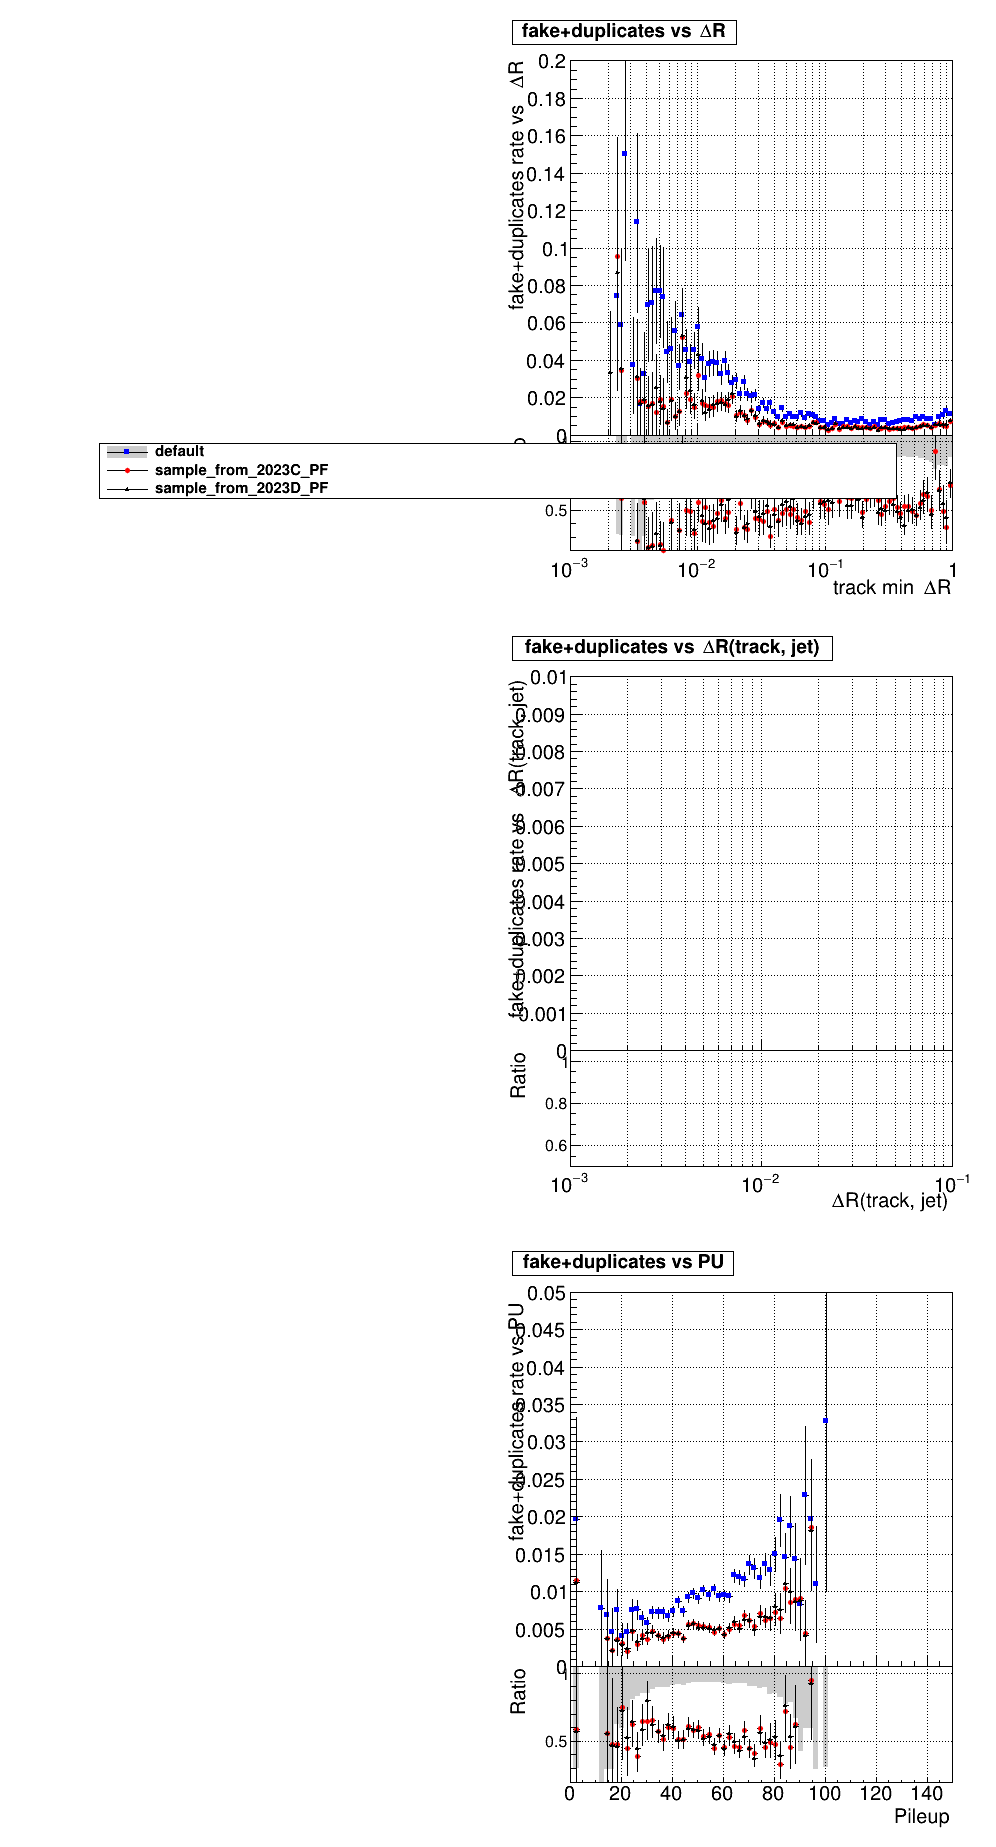 fake+duplicates vs ΔR
fake+duplicates rate vs ΔR
0.2
0.18
0.16
0.14
0.12
0.1
0.08
0.06
0.04
0.02
0
default
sample_from_2023C_PF
sample_from_2023D_PF
0.5
10⁻³ 10⁻² 10⁻¹ 1
track min ΔR
fake+duplicates vs ΔR(track, jet)
fake+duplicates rate vs ΔR(track, jet)
0.01
0.009
0.008
0.007
0.006
0.005
0.004
0.003
0.002
0.001
0
Ratio
1
0.8
0.6
10⁻³ 10⁻² 10⁻¹
ΔR(track, jet)
fake+duplicates vs PU
fake+duplicates rate vs PU
0.05
0.045
0.04
0.035
0.03
0.025
0.02
0.015
0.01
0.005
0
Ratio
1
0.5
0 20 40 60 80 100 120 140
Pileup